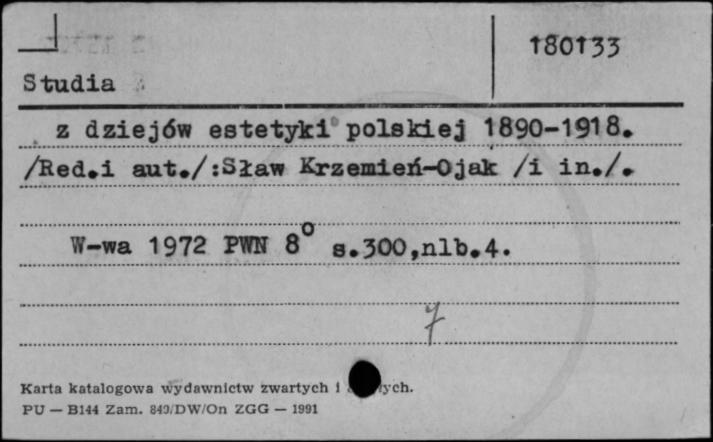 180133
Studia
z dziejów estetyki polskiej 1890-1918.
/Red.i aut./:Sław Krzemień-Ojak /i in./.
W-wa 1972 PWN 8° s.300,nlb.4.
7
Karta katalogowa wydawnictw zwartych i
PU — B144 Zam. 849/DW/On ZGG — 1991